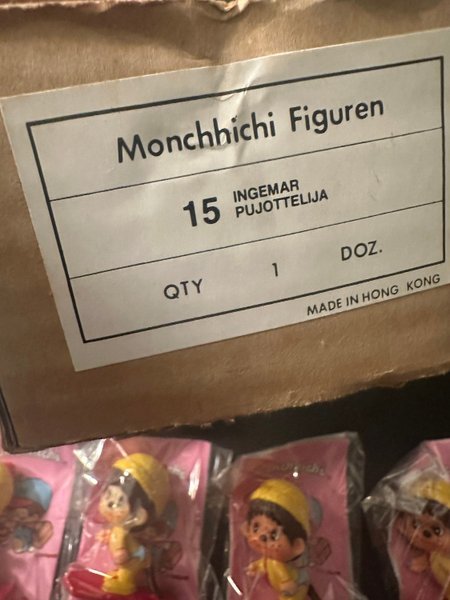 Monchhichi Figuren
15 INGEMAR
PUJOTTELIJA
QTY 1 DOZ.
MADE IN HONG KONG